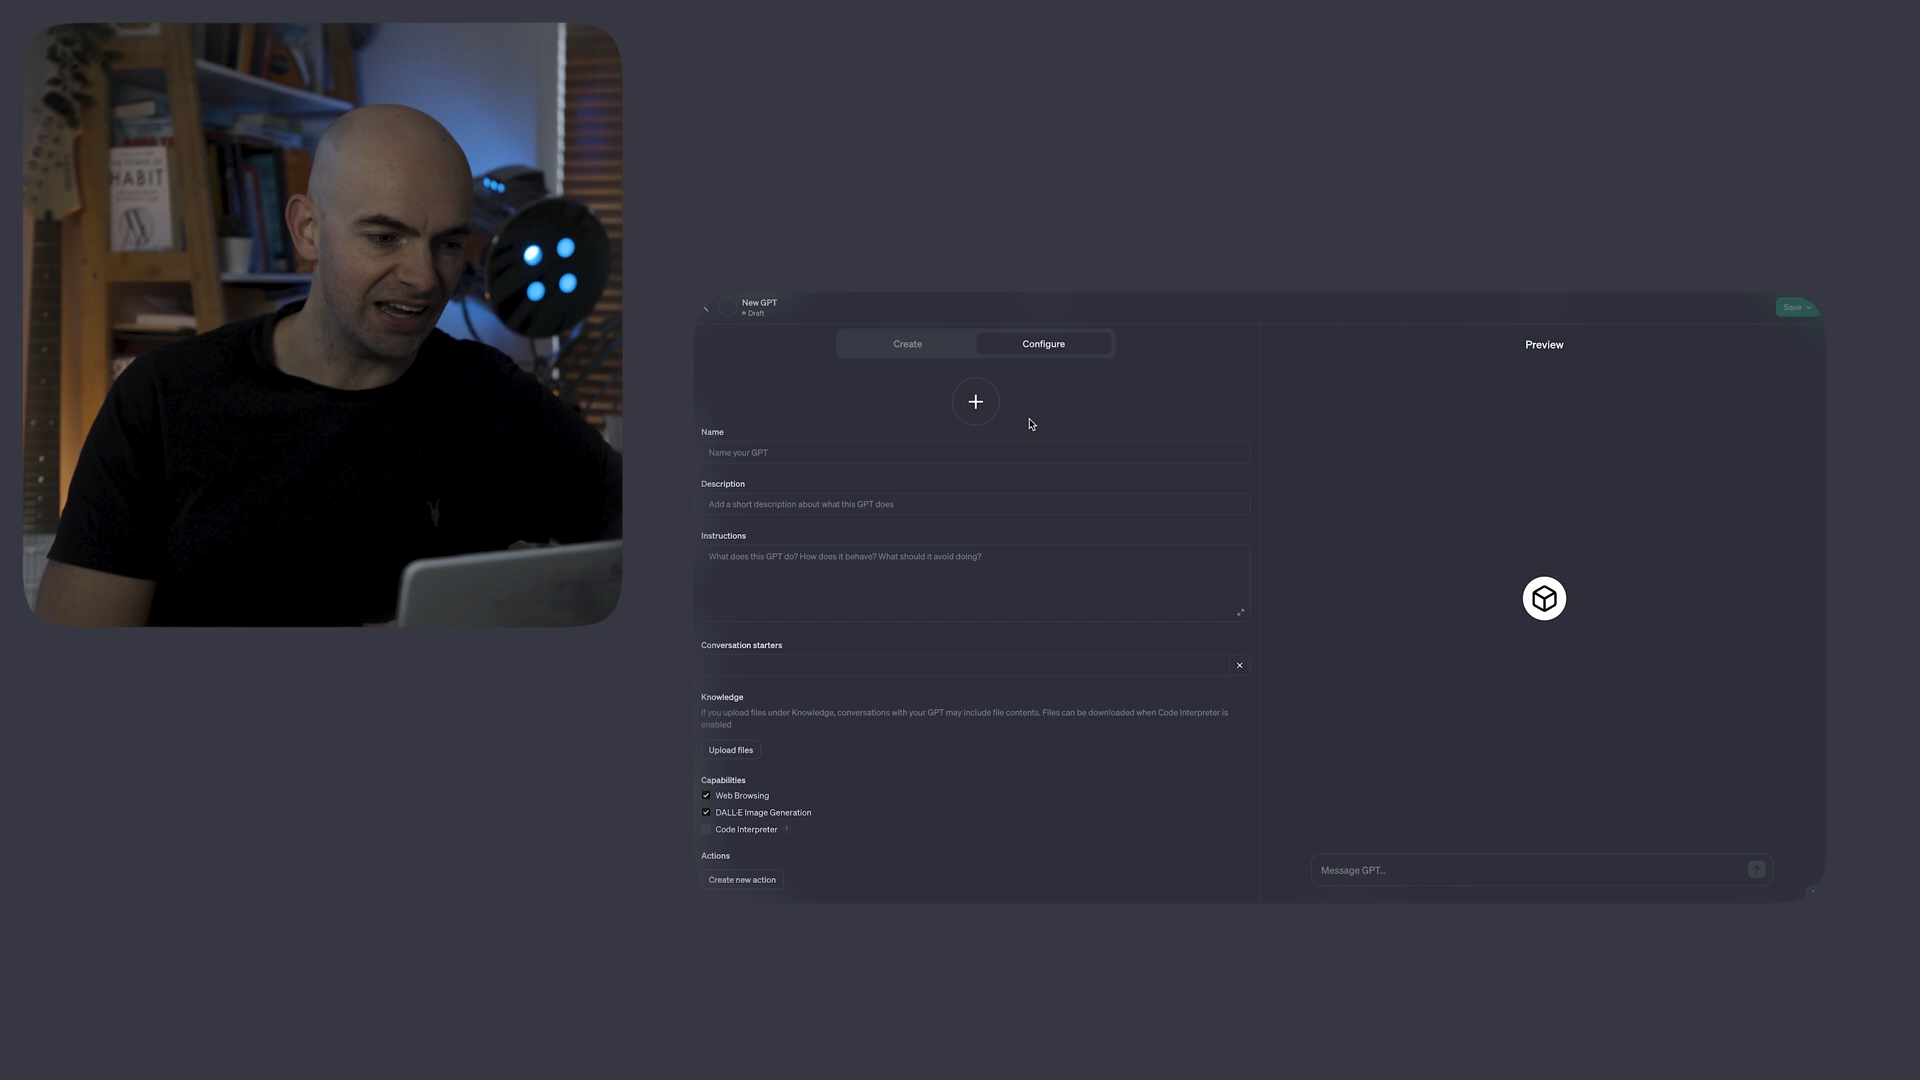 THE POWER OF
HABIT
New GPT
Draft
Save
Create
Configure
Preview
Name
Name your GPT
Description
Add a short description about what this GPT does
Instructions
What does this GPT do? How does it behave? What should it avoid doing?
Conversation starters
Knowledge
If you upload files under Knowledge, conversations with your GPT may include file contents. Files can be downloaded when Code Interpreter is
enabled
Upload files
Capabilities
Web Browsing
DALL·E Image Generation
Code Interpreter ?
Actions
Create new action
Message GPT...